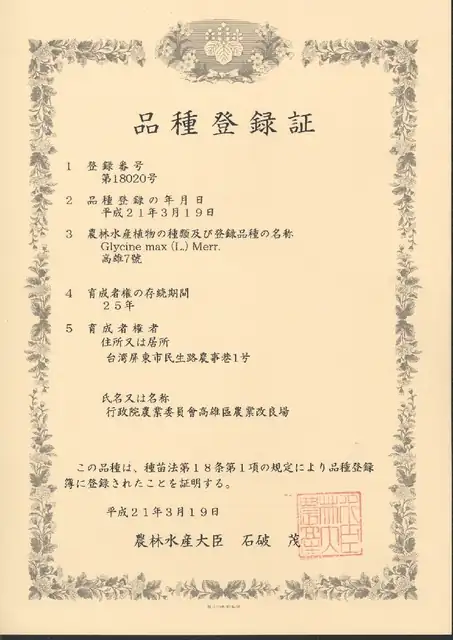 品種登録証
1 登録番号
第18020号
2 品種登録の年月日
平成21年3月19日
3 農林水産植物の種類及び登録品種の名称
Glycine max (L.) Merr.
高雄7號
4 育成者権の存続期間
25年
5 育成者権者
住所又は居所
台湾屏東市民生路農事巷1号
氏名又は名称
行政院農業委員會高雄區農業改良場
この品種は、種苗法第18条第1項の規定により品種登録
簿に登録されたことを証明する。
平成21年3月19日
農林水産大臣 石破 茂